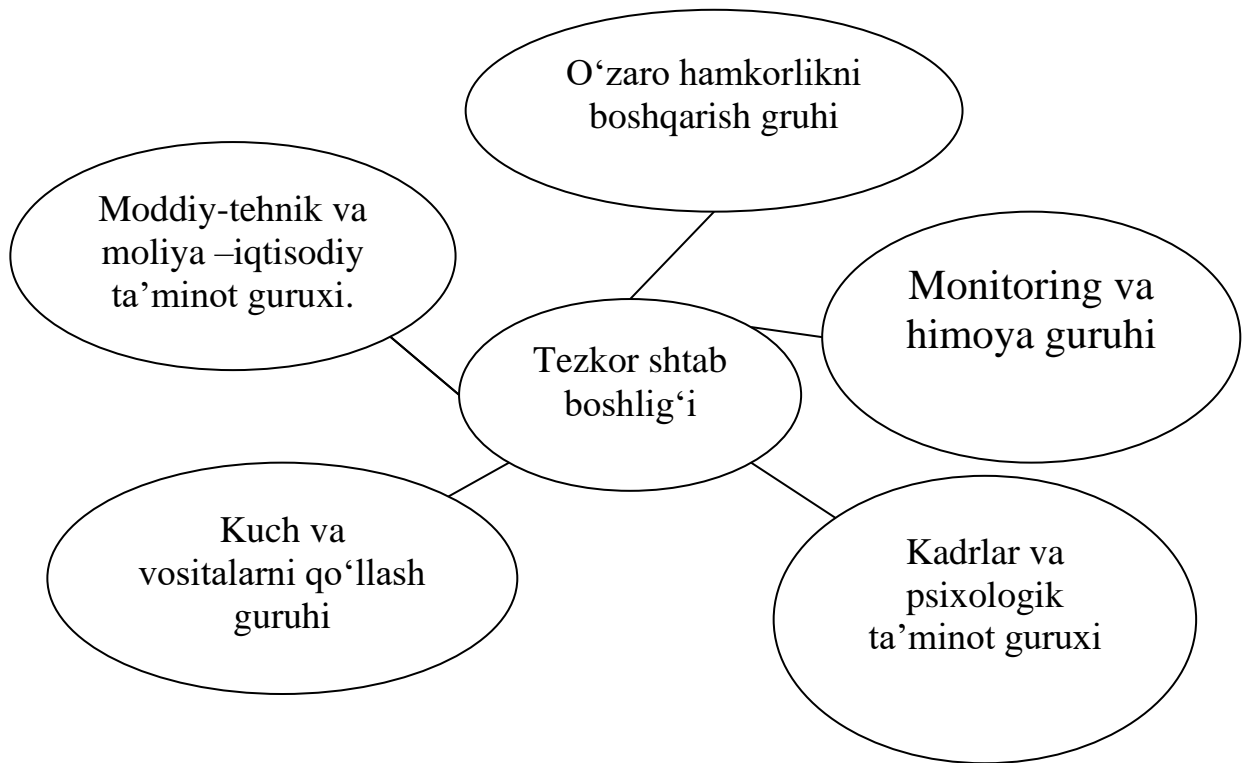 O‘zaro hamkorlikni
boshqarish gruhi
Moddiy-tehnik va
moliya –iqtisodiy
ta’minot guruxi.
Monitoring va
himoya guruhi
Tezkor shtab
boshlig‘i
Kuch va
vositalarni qo‘llash
guruhi
Kadrlar va
psixologik
ta’minot guruxi